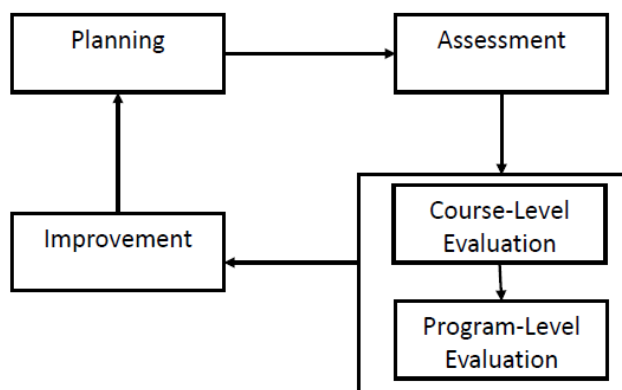 Planning
Assessment
Improvement
Course-Level
Evaluation
Program-Level
Evaluation